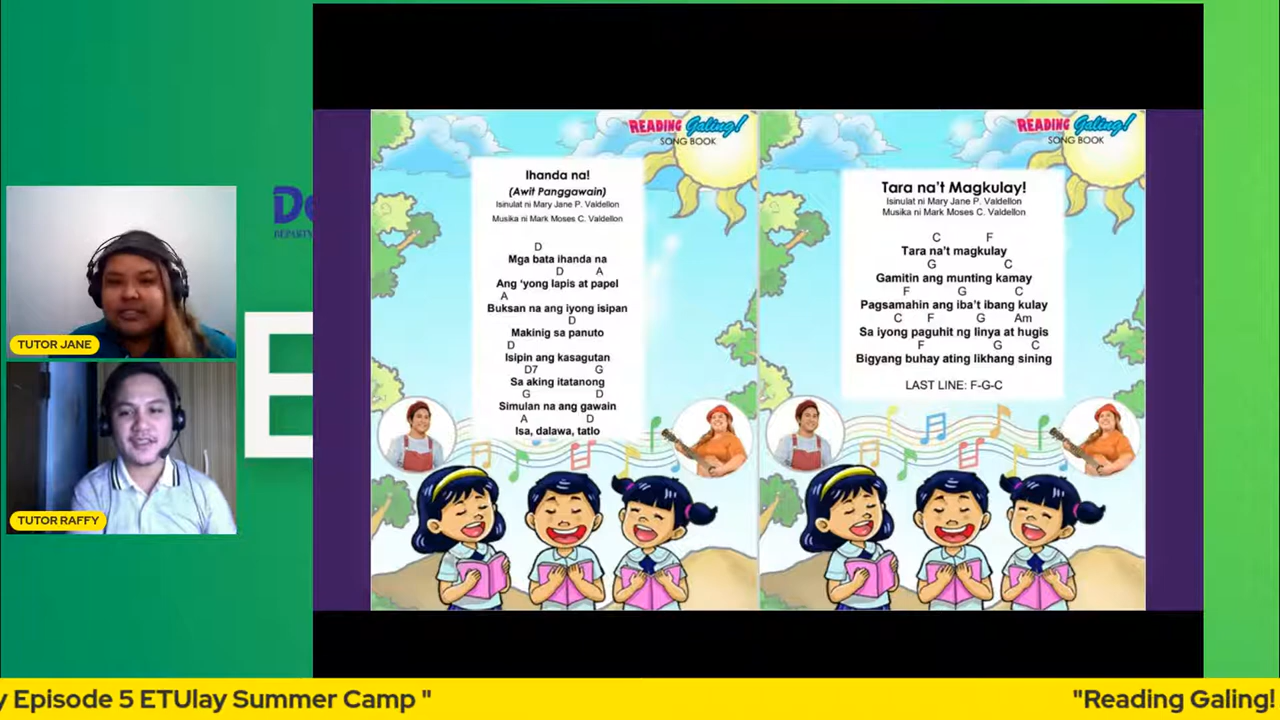 READING Galing!
SONG BOOK
Ihanda na!
(Awit Panggawain)
Isinulat ni Mary Jane P. Valdellon
Musika ni Mark Moses C. Valdellon
D
Mga bata ihanda na
D A
Ang ‘yong lapis at papel
A
Buksan na ang iyong isipan
D
Makinig sa panuto
D
Isipin ang kasagutan
D7 G
Sa aking itatanong
G D
Simulan na ang gawain
A D
Isa, dalawa, tatlo
READING Galing!
SONG BOOK
Tara na’t Magkulay!
Isinulat ni Mary Jane P. Valdellon
Musika ni Mark Moses C. Valdellon
C F
Tara na’t magkulay
G C
Gamitin ang munting kamay
F G C
Pagsamahin ang iba’t ibang kulay
C F G Am
Sa iyong paguhit ng linya at hugis
F G C
Bigyang buhay ating likhang sining
LAST LINE: F-G-C
TUTOR JANE
TUTOR RAFFY
E
y Episode 5 ETUlay Summer Camp " "Reading Galing!